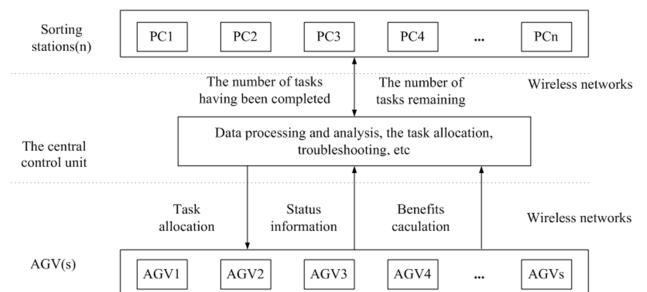 Sorting
stations(n)
PC1 PC2 PC3 PC4 ... PCn
The number of tasks
having been completed
The number of
tasks remaining
Wireless networks
The central
control unit
Data processing and analysis, the task allocation,
troubleshooting, etc
Task
allocation
Status
information
Benefits
caculation
Wireless networks
AGV(s)
AGV1 AGV2 AGV3 AGV4 ... AGVs